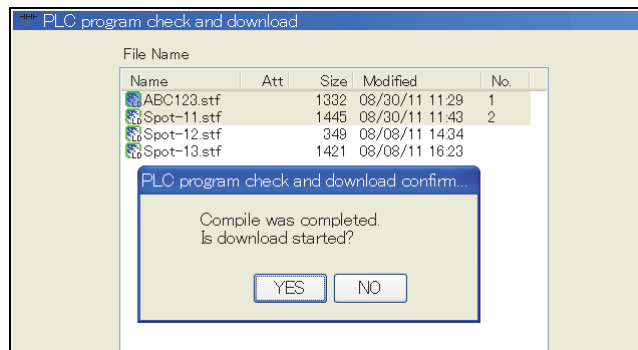 PLC program check and download
File Name
Name Att Size Modified No.
ABC123.stf 1332 08/30/11 11:29 1
Spot-11.stf 1445 08/30/11 11:43 2
Spot-12.stf 349 08/08/11 14:34
Spot-13.stf 1421 08/08/11 16:23
PLC program check and download confirm...
Compile was completed.
Is download started?
YES NO